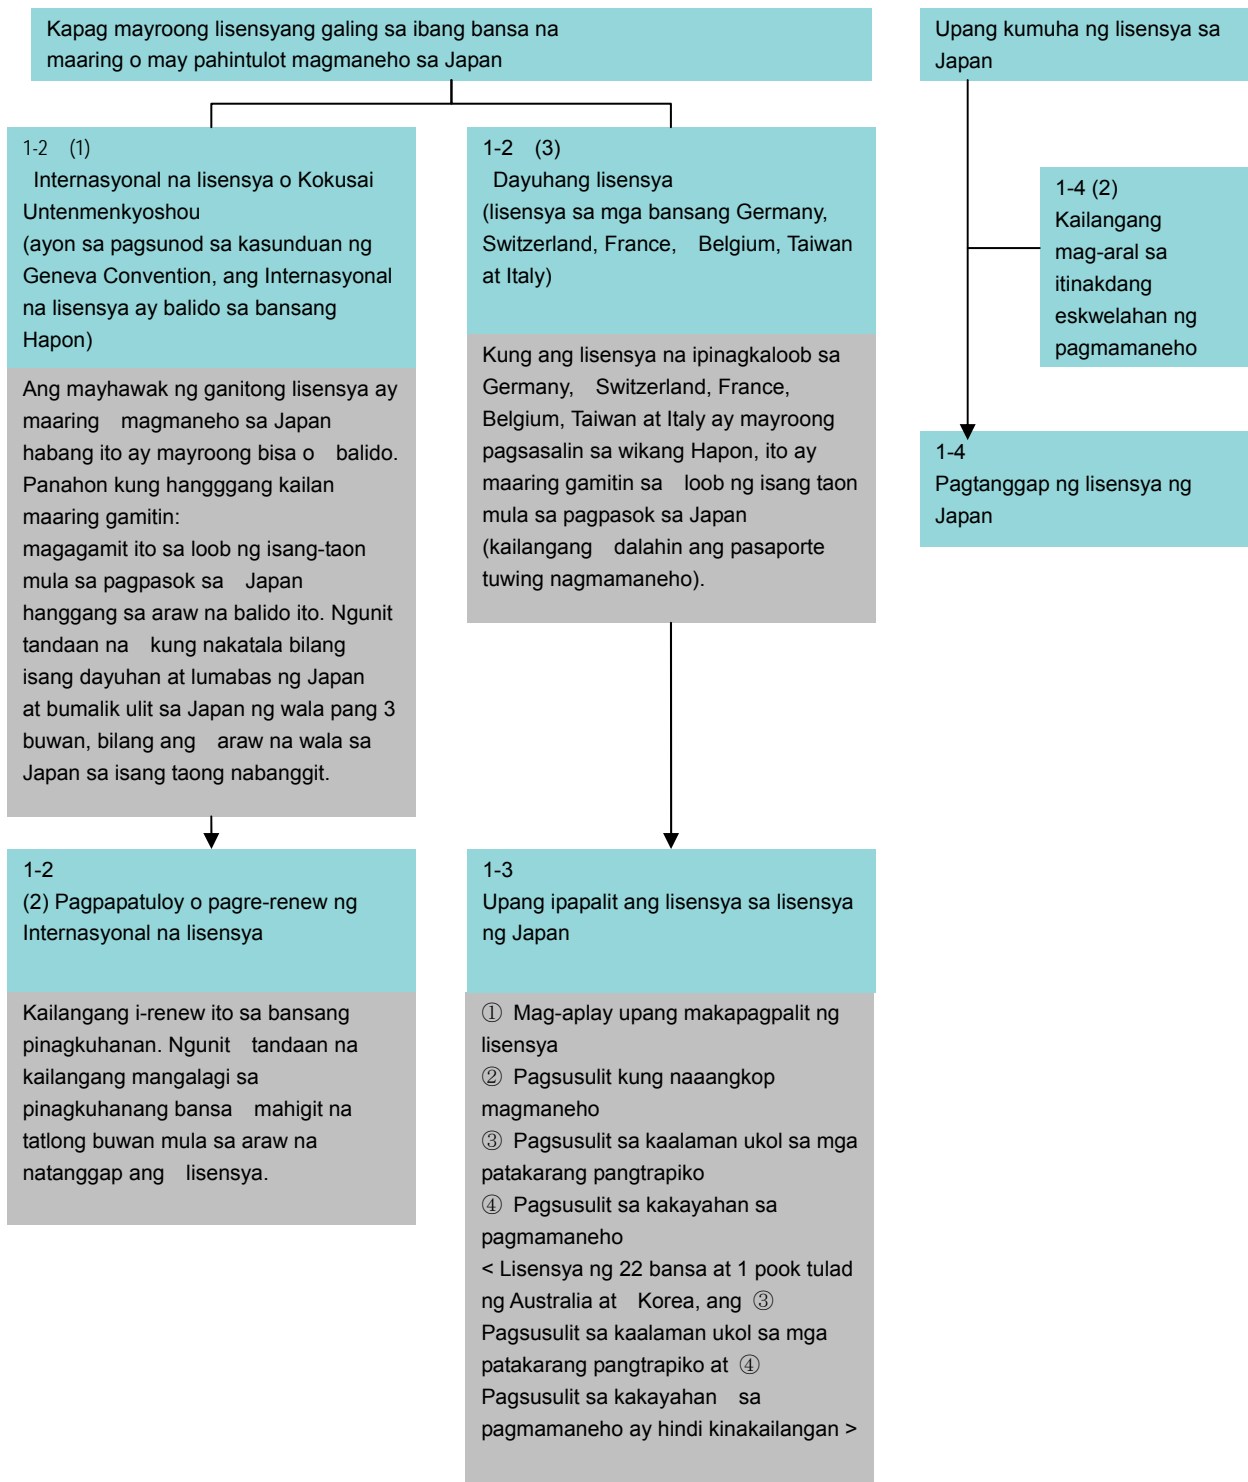 Kapag mayroong lisensyang galing sa ibang bansa na
maaring o may pahintulot magmaneho sa Japan
Upang kumuha ng lisensya sa
Japan
1-2 (1)
Internasyonal na lisensya o Kokusai
Untenmenkyoshou
(ayon sa pagsunod sa kasunduan ng
Geneva Convention, ang Internasyonal
na lisensya ay balido sa bansang
Hapon)
Ang mayhawak ng ganitong lisensya ay
maaring magmaneho sa Japan
habang ito ay mayroong bisa o balido.
Panahon kung hangggang kailan
maaring gamitin:
magagamit ito sa loob ng isang-taon
mula sa pagpasok sa Japan
hanggang sa araw na balido ito. Ngunit
tandaan na kung nakatala bilang
isang dayuhan at lumabas ng Japan
at bumalik ulit sa Japan ng wala pang 3
buwan, bilang ang araw na wala sa
Japan sa isang taong nabanggit.
1-2
(2) Pagpapatuloy o pagre-renew ng
Internasyonal na lisensya
Kailangang i-renew ito sa bansang
pinagkuhanan. Ngunit tandaan na
kailangang mangalagi sa
pinagkuhanang bansa mahigit na
tatlong buwan mula sa araw na
natanggap ang lisensya.
1-2 (3)
Dayuhang lisensya
(lisensya sa mga bansang Germany,
Switzerland, France, Belgium, Taiwan
at Italy)
Kung ang lisensya na ipinagkaloob sa
Germany, Switzerland, France,
Belgium, Taiwan at Italy ay mayroong
pagsasalin sa wikang Hapon, ito ay
maaring gamitin sa loob ng isang taon
mula sa pagpasok sa Japan
(kailangang dalahin ang pasaporte
tuwing nagmamaneho).
1-3
Upang ipapalit ang lisensya sa lisensya
ng Japan
① Mag-aplay upang makapagpalit ng
lisensya
② Pagsusulit kung naaangkop
magmaneho
③ Pagsusulit sa kaalaman ukol sa mga
patakarang pangtrapiko
④ Pagsusulit sa kakayahan sa
pagmamaneho
< Lisensya ng 22 bansa at 1 pook tulad
ng Australia at Korea, ang ③
Pagsusulit sa kaalaman ukol sa mga
patakarang pangtrapiko at ④
Pagsusulit sa kakayahan sa
pagmamaneho ay hindi kinakailangan >
1-4 (2)
Kailangang
mag-aral sa
itinakdang
eskwelahan ng
pagmamaneho
1-4
Pagtanggap ng lisensya ng
Japan